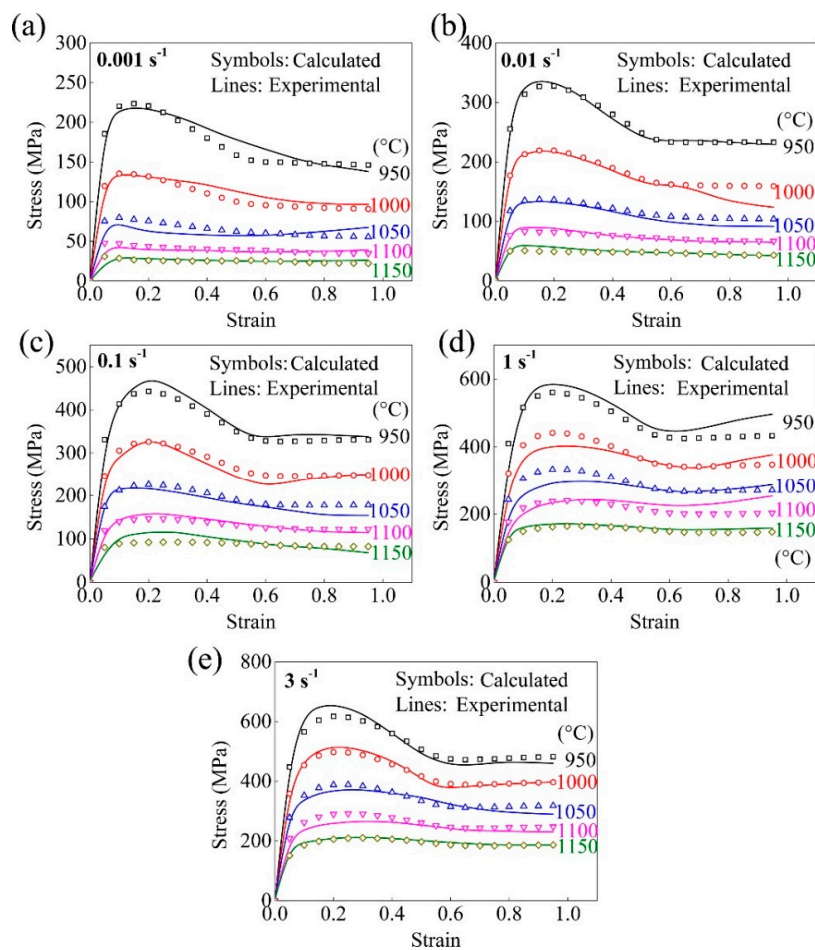 (a)
0.001 s⁻¹
Symbols: Calculated
Lines: Experimental
(°C)
950
1000
1050
1100
1150
Stress (MPa)
300
250
200
150
100
50
0
0.0 0.2 0.4 0.6 0.8 1.0
Strain
(b)
0.01 s⁻¹
Symbols: Calculated
Lines: Experimental
(°C)
950
1000
1050
1100
1150
Stress (MPa)
400
300
200
100
0
0.0 0.2 0.4 0.6 0.8 1.0
Strain
(c)
0.1 s⁻¹
Symbols: Calculated
Lines: Experimental
(°C)
950
1000
1050
1100
1150
Stress (MPa)
500
400
300
200
100
0
0.0 0.2 0.4 0.6 0.8 1.0
Strain
(d)
1 s⁻¹
Symbols: Calculated
Lines: Experimental
950
1000
1050
1100
1150
(°C)
Stress (MPa)
600
400
200
0
0.0 0.2 0.4 0.6 0.8 1.0
Strain
(e)
3 s⁻¹
Symbols: Calculated
Lines: Experimental
(°C)
950
1000
1050
1100
1150
Stress (MPa)
800
600
400
200
0
0.0 0.2 0.4 0.6 0.8 1.0
Strain